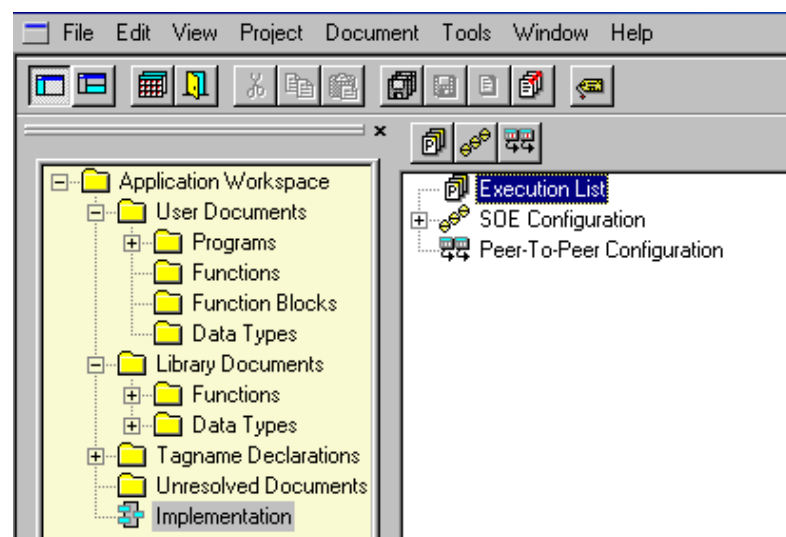 File Edit View Project Document Tools Window Help
Application Workspace
User Documents
Programs
Functions
Function Blocks
Data Types
Library Documents
Functions
Data Types
Tagname Declarations
Unresolved Documents
Implementation
Execution List
SOE Configuration
Peer-To-Peer Configuration